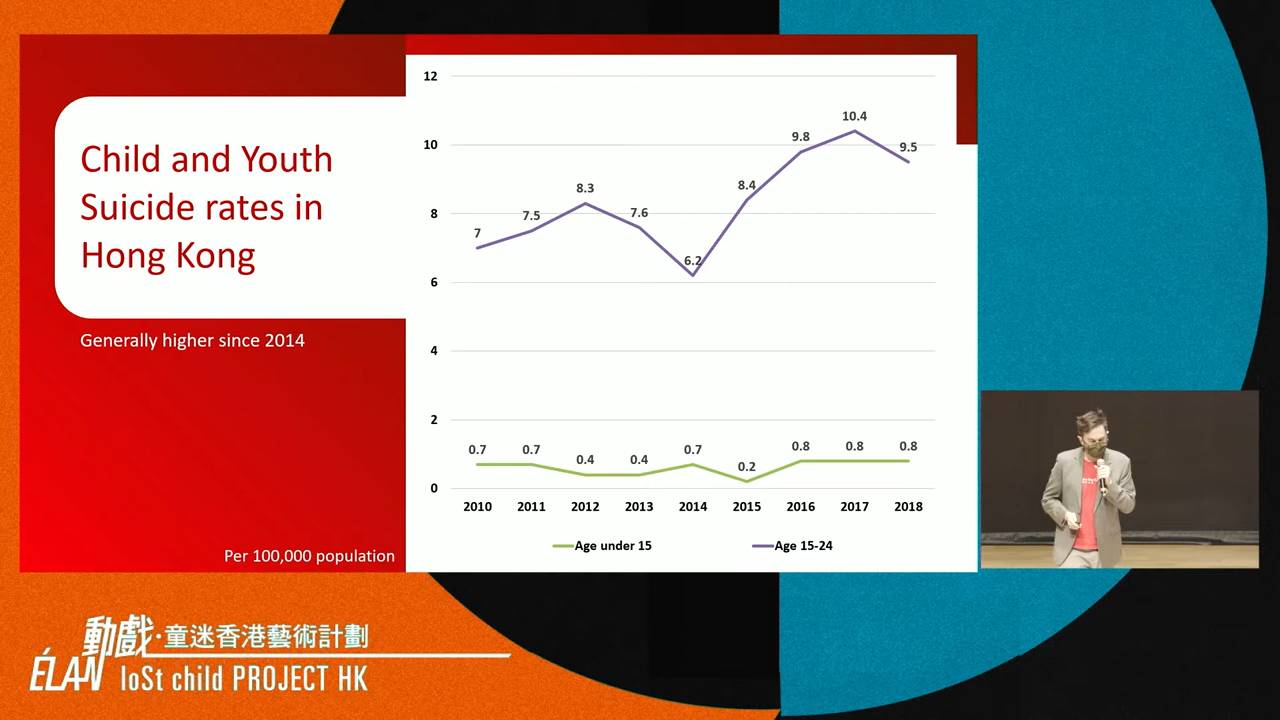 Child and Youth
Suicide rates in
Hong Kong
Generally higher since 2014
Per 100,000 population
12
10
8
6
4
2
0
7
7.5
8.3
7.6
6.2
8.4
9.8
10.4
9.5
0.7
0.7
0.4
0.4
0.7
0.2
0.8
0.8
0.8
2010 2011 2012 2013 2014 2015 2016 2017 2018
Age under 15 Age 15-24
動戲·童迷香港藝術計劃
ÉLAN loSt child PROJECT HK